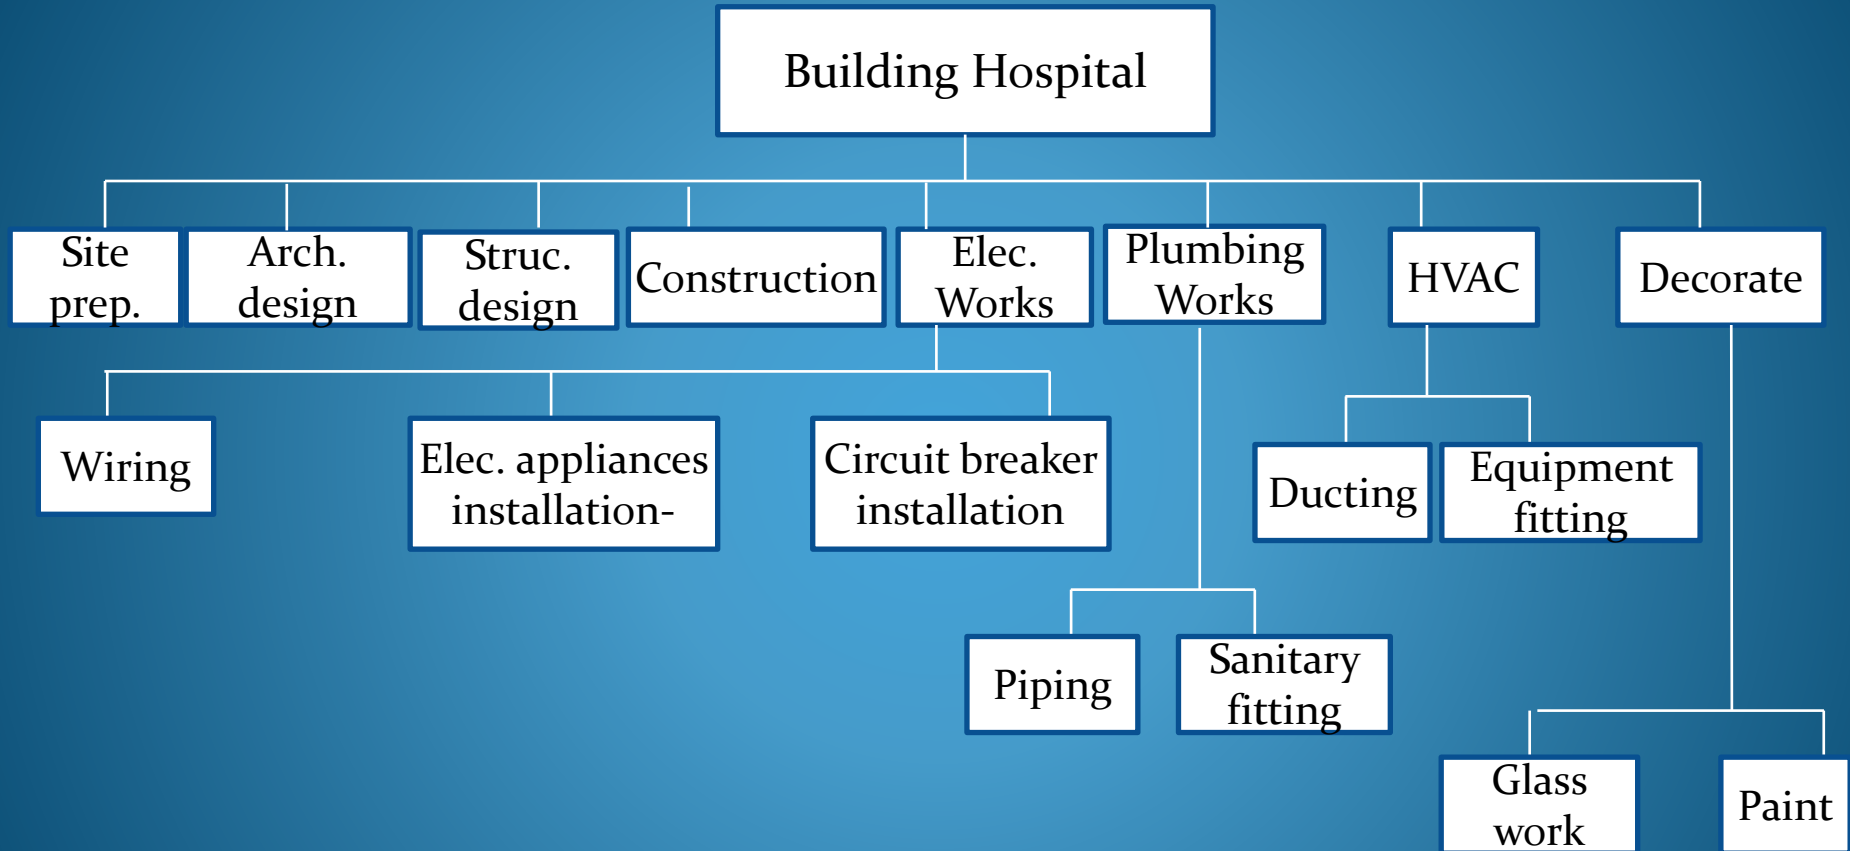 Building Hospital
Site
prep.
Arch.
design
Struc.
design
Construction
Elec.
Works
Plumbing
Works
HVAC
Decorate
Wiring
Elec. appliances
installation-
Circuit breaker
installation
Ducting
Equipment
fitting
Piping
Sanitary
fitting
Glass
work
Paint